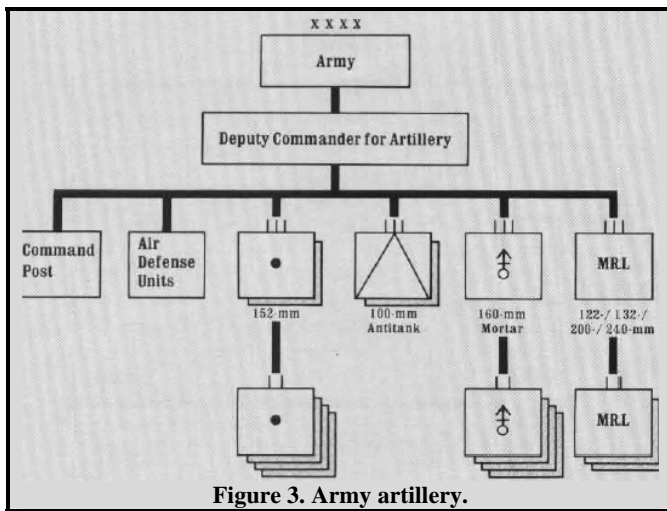 X X X X
Army
Deputy Commander for Artillery
Command
Post
Air
Defense
Units
152-mm
100-mm
Antitank
160-mm
Mortar
MRL
122-/ 132-/
200-/ 240-mm
MRL
Figure 3. Army artillery.